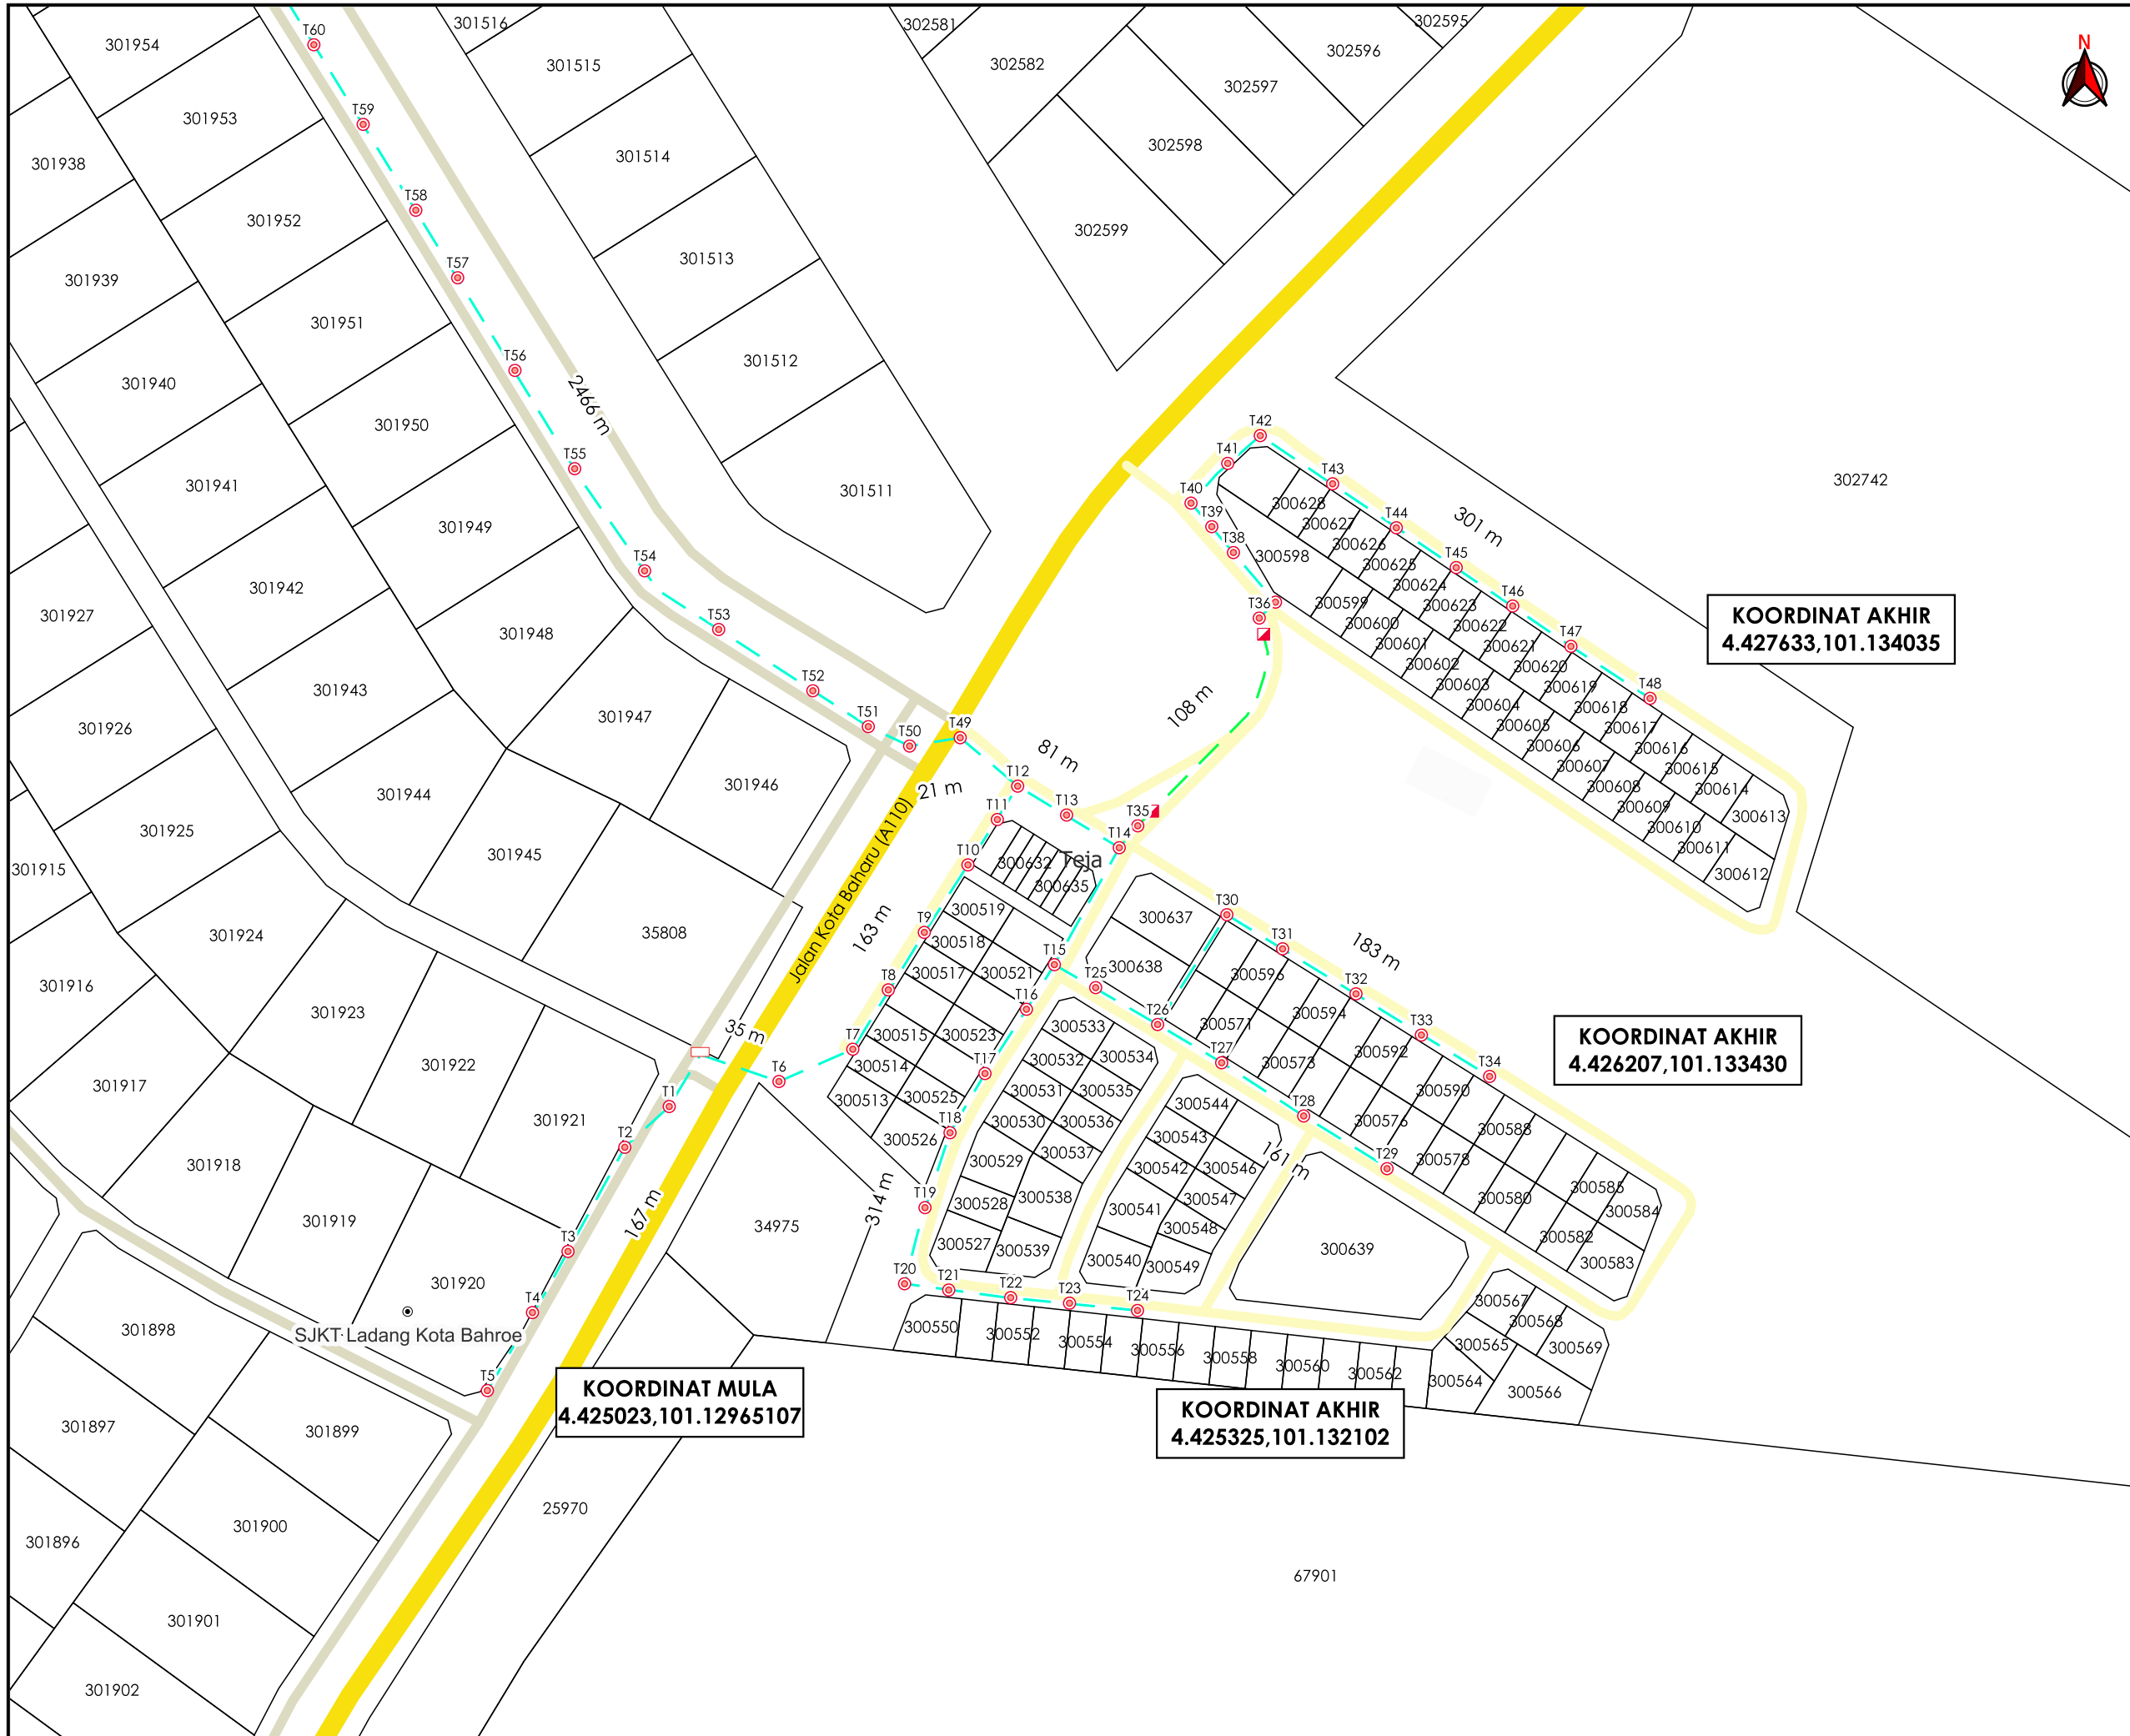 T60
301954
301516
301515
302581
302582
302595
302596
N
T59
301953
302597
301938
301514
302598
T58
301952
302599
T57
301939
301513
301951
T56
301940
2466 m
301512
301950
T42
T41
T55
301941
301511
T43
302742
T40
300628
301949
T39
300627
T44
301 m
T38
300626
300598
T54
301942
300625
T45
300624
T46
300599
300623
T36
301927
T53
301948
300600
300622
KOORDINAT AKHIR
4.427633,101.134035
300601
300621
T47
300602
300620
301943
T52
300603
300619
T48
108 m
300604
300618
301926
301947
T51
T50
T49
300605
300617
300606
300616
81 m
300607
300615
T12
301946
21 m
300608
300614
301944
T13
300609
300613
T11
T35
300610
301925
T14
300611
301945
T10
300632
Teja
301915
300635
300612
Jalan Kota Baharu (A110)
300519
T30
300637
163 m
T9
301924
35808
300518
T31
183 m
T15
300638
300517
300521
T25
300596
T8
T32
301916
T16
300594
301923
T26
300533
300571
35 m
T7
300515
300523
T33
300532
300534
300592
301922
T27
KOORDINAT AKHIR
4.426207,101.133430
T17
300573
300514
T34
T6
301917
300531
300535
300590
T1
300513
300525
300544
T28
300530
300536
300576
300588
301921
T18
300526
T2
300543
300537
T29
300529
300542
161 m
300546
300578
301918
314 m
T19
300585
300528
300538
300547
300580
301919
167 m
34975
300541
300584
300548
T3
300527
300582
300539
300639
300540
300549
300583
301920
T20
T21
T22
T23
T24
T4
300567
SJKT Ladang Kota Bahroe
301898
300550
300552
300554
300556
300558
300560
300562
300568
300565
300569
T5
300564
300566
KOORDINAT MULA
4.425023,101.12965107
KOORDINAT AKHIR
4.425325,101.132102
301897
301899
25970
301900
301896
67901
301901
301902